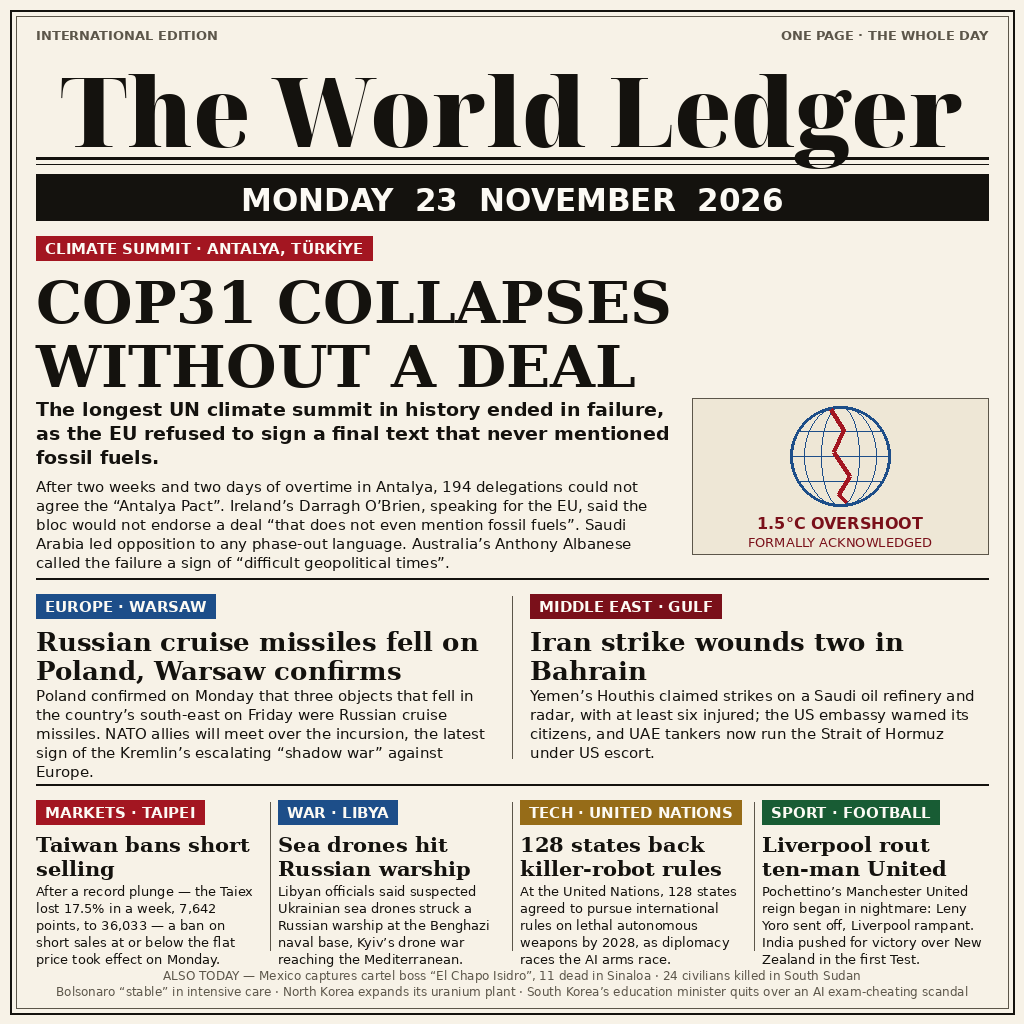 INTERNATIONAL EDITION
ONE PAGE · THE WHOLE DAY
The World Ledger
MONDAY 23 NOVEMBER 2026
CLIMATE SUMMIT · ANTALYA, TÜRKİYE
COP31 COLLAPSES
WITHOUT A DEAL
The longest UN climate summit in history ended in failure,
as the EU refused to sign a final text that never mentioned
fossil fuels.
After two weeks and two days of overtime in Antalya, 194 delegations could not
agree the “Antalya Pact”. Ireland’s Darragh O’Brien, speaking for the EU, said the
bloc would not endorse a deal “that does not even mention fossil fuels”. Saudi
Arabia led opposition to any phase-out language. Australia’s Anthony Albanese
called the failure a sign of “difficult geopolitical times”.
1.5°C OVERSHOOT
FORMALLY ACKNOWLEDGED
EUROPE · WARSAW
Russian cruise missiles fell on
Poland, Warsaw confirms
Poland confirmed on Monday that three objects that fell in
the country’s south-east on Friday were Russian cruise
missiles. NATO allies will meet over the incursion, the latest
sign of the Kremlin’s escalating “shadow war” against
Europe.
MIDDLE EAST · GULF
Iran strike wounds two in
Bahrain
Yemen’s Houthis claimed strikes on a Saudi oil refinery and
radar, with at least six injured; the US embassy warned its
citizens, and UAE tankers now run the Strait of Hormuz
under US escort.
MARKETS · TAIPEI
Taiwan bans short
selling
After a record plunge — the Taiex
lost 17.5% in a week, 7,642
points, to 36,033 — a ban on
short sales at or below the flat
price took effect on Monday.
WAR · LIBYA
Sea drones hit
Russian warship
Libyan officials said suspected
Ukrainian sea drones struck a
Russian warship at the Benghazi
naval base, Kyiv’s drone war
reaching the Mediterranean.
TECH · UNITED NATIONS
128 states back
killer-robot rules
At the United Nations, 128 states
agreed to pursue international
rules on lethal autonomous
weapons by 2028, as diplomacy
races the AI arms race.
SPORT · FOOTBALL
Liverpool rout
ten-man United
Pochettino’s Manchester United
reign began in nightmare: Leny
Yoro sent off, Liverpool rampant.
India pushed for victory over New
Zealand in the first Test.
ALSO TODAY — Mexico captures cartel boss “El Chapo Isidro”, 11 dead in Sinaloa · 24 civilians killed in South Sudan
Bolsonaro “stable” in intensive care · North Korea expands its uranium plant · South Korea’s education minister quits over an AI exam-cheating scandal